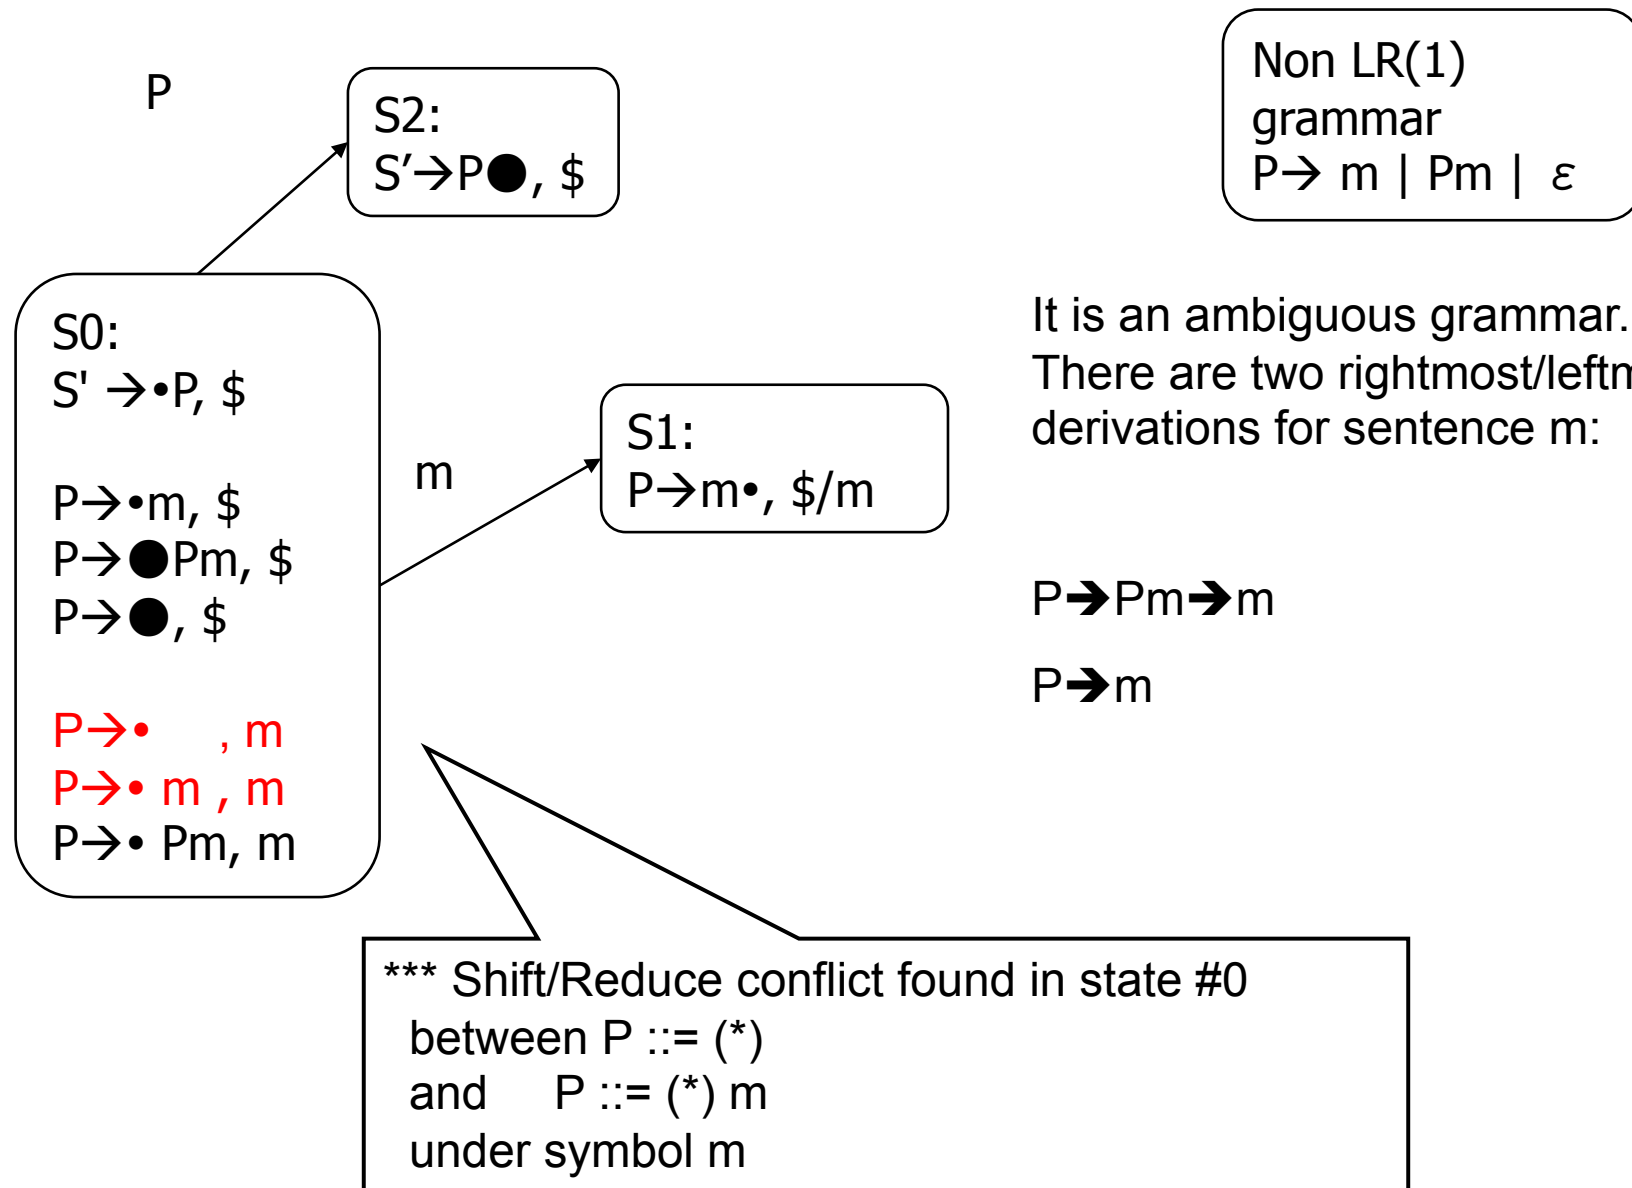 P
S2:
S’→P●, $
Non LR(1)
grammar
P→ m | Pm | ε
S0:
S' →•P, $
P→•m, $
P→●Pm, $
P→●, $
P→• , m
P→• m , m
P→• Pm, m
m
S1:
P→m•, $/m
It is an ambiguous grammar.
There are two rightmost/leftm
derivations for sentence m:
P➔Pm➔m
P➔m
*** Shift/Reduce conflict found in state #0
between P ::= (*)
and P ::= (*) m
under symbol m